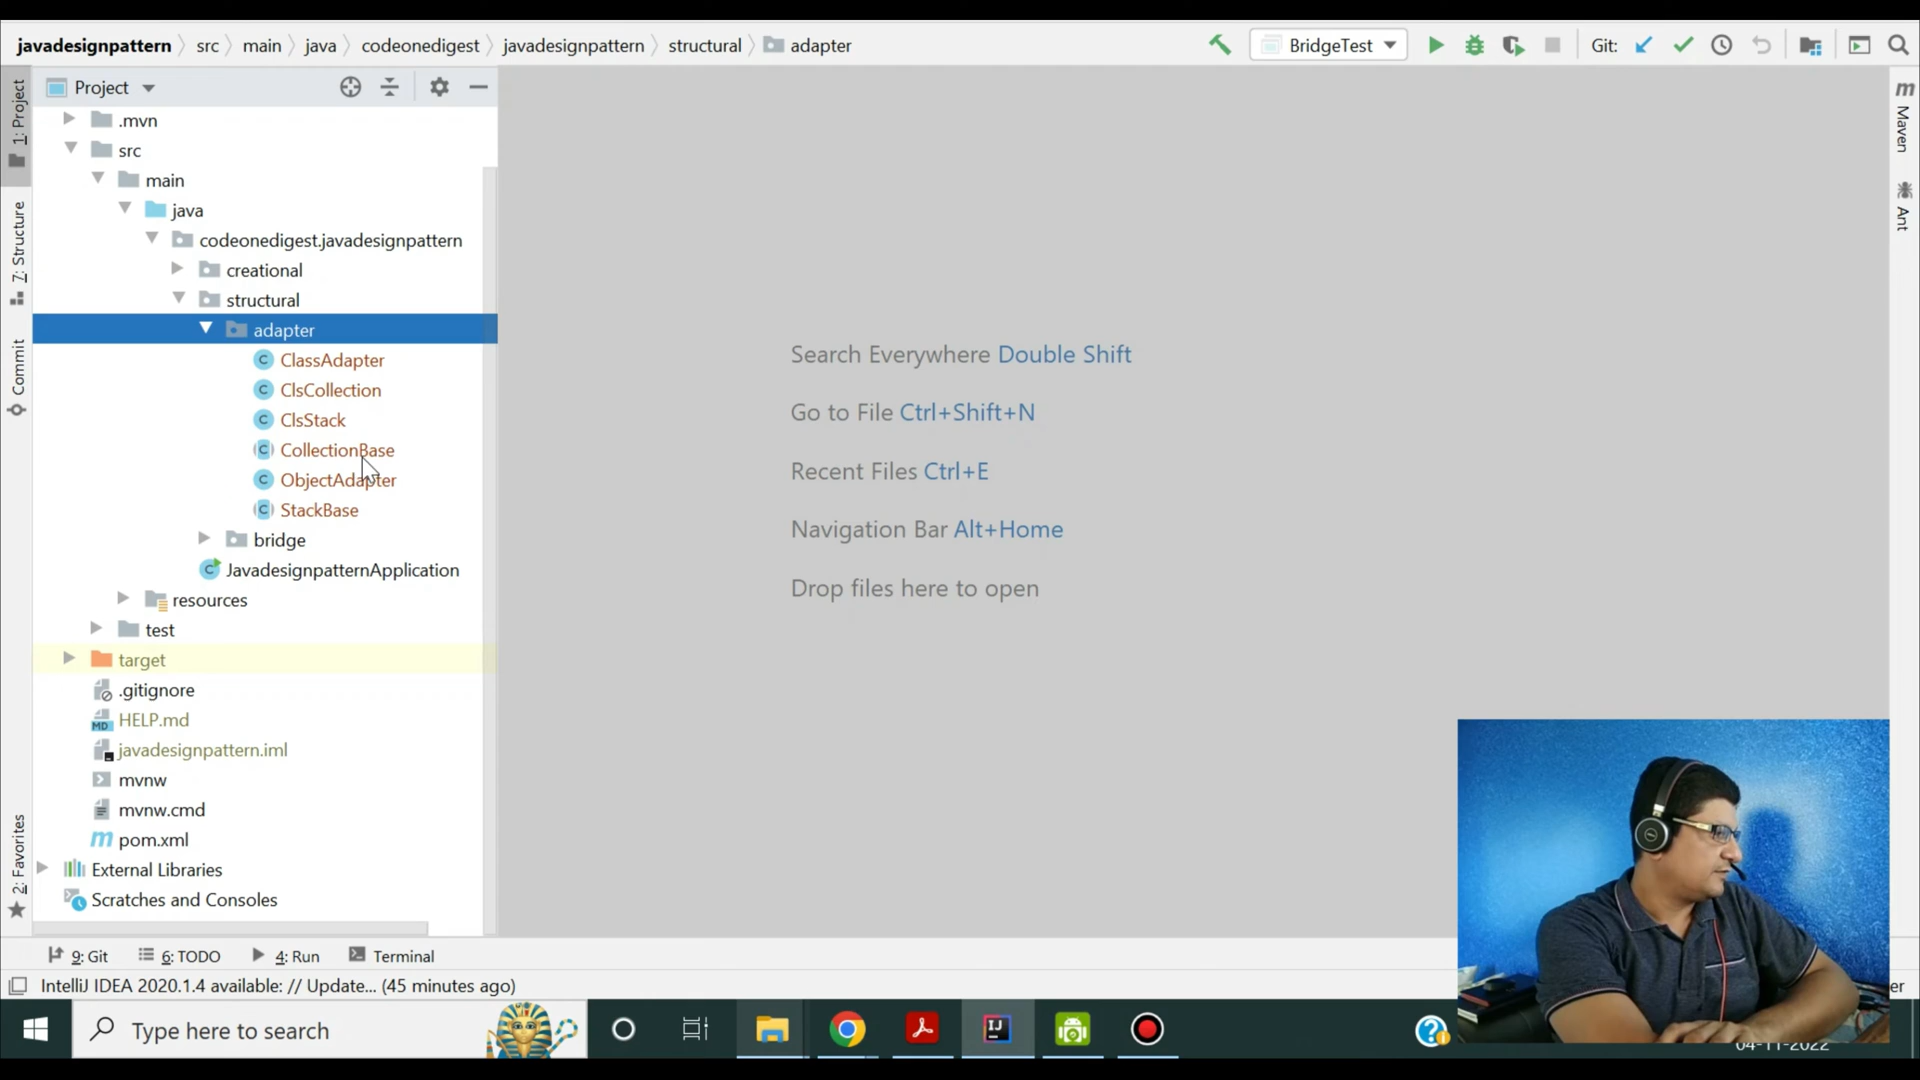 javadesignpattern src main java codeonedigest javadesignpattern structural adapter
BridgeTest Git:
1: Project
7: Structure
Commit
2: Favorites
Project
.mvn
src
main
java
codeonedigest.javadesignpattern
creational
structural
adapter
ClassAdapter
ClsCollection
ClsStack
CollectionBase
ObjectAdapter
StackBase
bridge
JavadesignpatternApplication
resources
test
target
.gitignore
HELP.md
javadesignpattern.iml
mvnw
mvnw.cmd
pom.xml
External Libraries
Scratches and Consoles
Search Everywhere Double Shift
Go to File Ctrl+Shift+N
Recent Files Ctrl+E
Navigation Bar Alt+Home
Drop files here to open
Maven
Ant
9: Git 6: TODO 4: Run Terminal
IntelliJ IDEA 2020.1.4 available: // Update... (45 minutes ago)
Type here to search
04-11-2022